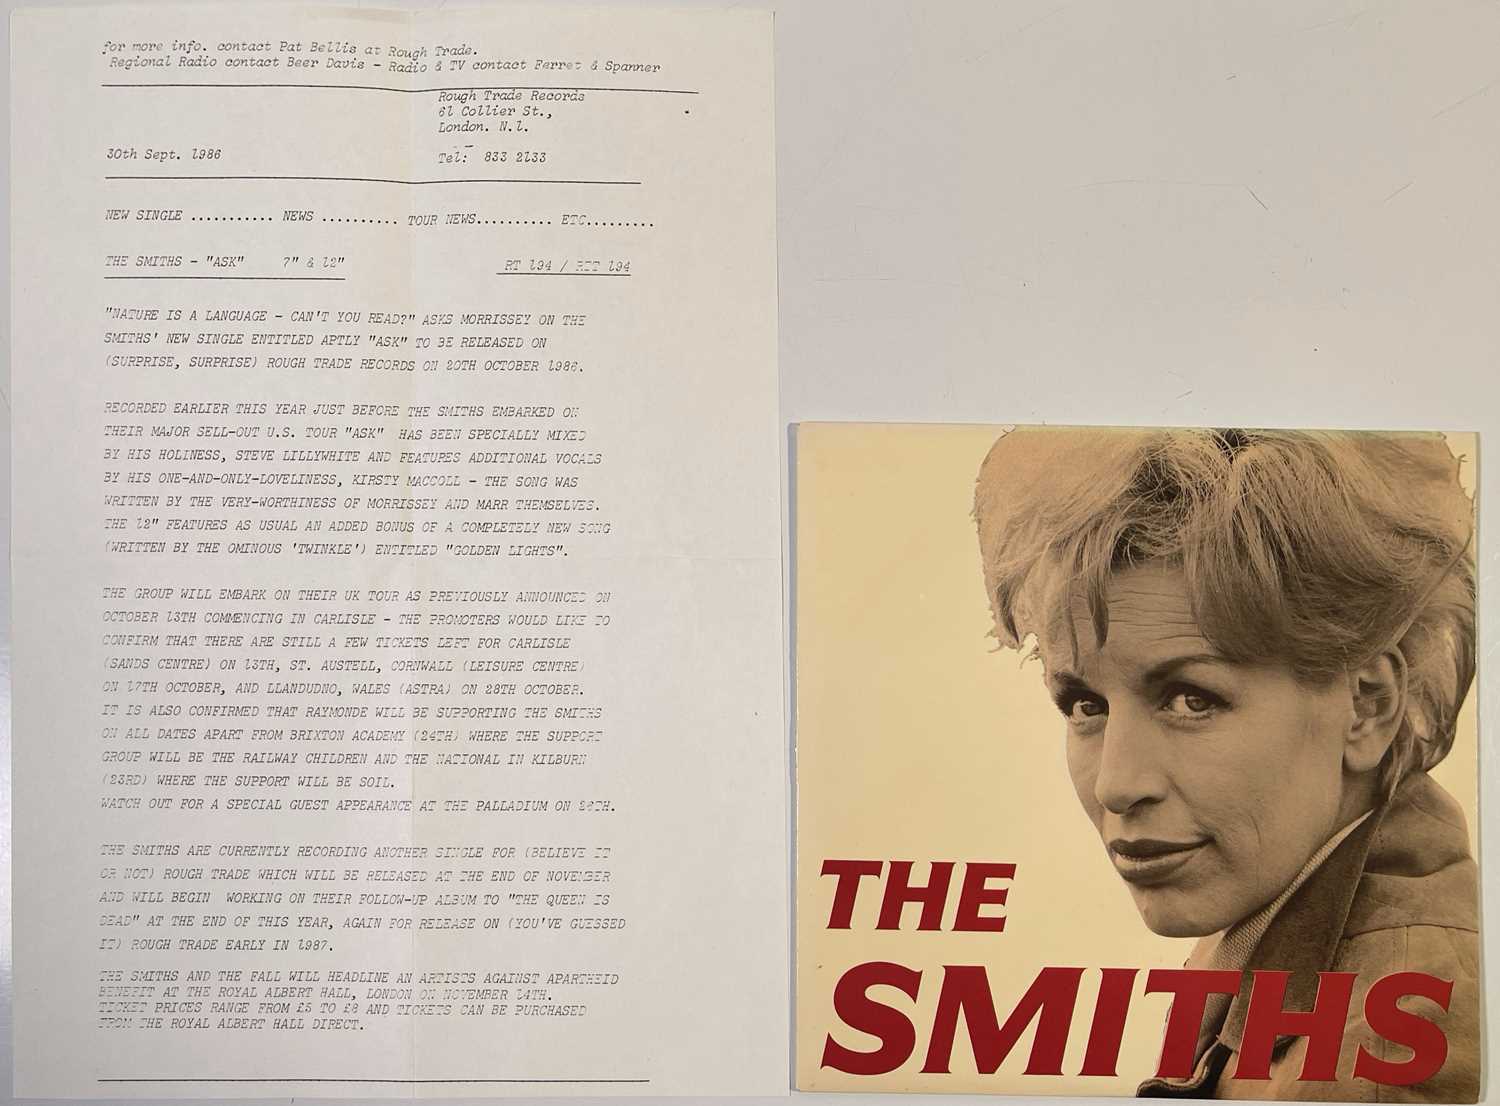 for more info. contact Pat Bellis at Rough Trade.
Regional Radio contact Beer Davis - Radio & TV contact Ferret & Spanner
Rough Trade Records
61 Collier St.,
London. N.1.
30th Sept. 1986
Tel: 833 2133
NEW SINGLE ........... NEWS .......... TOUR NEWS.......... ETC.........
THE SMITHS - "ASK" 7" & 12" RT 194 / RTT 194
"NATURE IS A LANGUAGE - CAN'T YOU READ?" ASKS MORRISSEY ON THE
SMITHS' NEW SINGLE ENTITLED APTLY "ASK" TO BE RELEASED ON
(SURPRISE, SURPRISE) ROUGH TRADE RECORDS ON 20TH OCTOBER 1986.
RECORDED EARLIER THIS YEAR JUST BEFORE THE SMITHS EMBARKED ON
THEIR MAJOR SELL-OUT U.S. TOUR "ASK" HAS BEEN SPECIALLY MIXED
BY HIS HOLINESS, STEVE LILLYWHITE AND FEATURES ADDITIONAL VOCALS
BY HIS ONE-AND-ONLY-LOVELINESS, KIRSTY MACCOLL - THE SONG WAS
WRITTEN BY THE VERY-WORTHINESS OF MORRISSEY AND MARR THEMSELVES.
THE 12" FEATURES AS USUAL AN ADDED BONUS OF A COMPLETELY NEW SONG
(WRITTEN BY THE OMINOUS 'TWINKLE') ENTITLED "GOLDEN LIGHTS".
THE GROUP WILL EMBARK ON THEIR UK TOUR AS PREVIOUSLY ANNOUNCED ON
OCTOBER 13TH COMMENCING IN CARLISLE - THE PROMOTERS WOULD LIKE TO
CONFIRM THAT THERE ARE STILL A FEW TICKETS LEFT FOR CARLISLE
(SANDS CENTRE) ON 13TH, ST. AUSTELL, CORNWALL (LEISURE CENTRE)
ON 17TH OCTOBER, AND LLANDUDNO, WALES (ASTRA) ON 28TH OCTOBER.
IT IS ALSO CONFIRMED THAT RAYMONDE WILL BE SUPPORTING THE SMITHS
ON ALL DATES APART FROM BRIXTON ACADEMY (24TH) WHERE THE SUPPORT
GROUP WILL BE THE RAILWAY CHILDREN AND THE NATIONAL IN KILBURN
(23RD) WHERE THE SUPPORT WILL BE SOIL.
WATCH OUT FOR A SPECIAL GUEST APPEARANCE AT THE PALLADIUM ON 26TH.
THE SMITHS ARE CURRENTLY RECORDING ANOTHER SINGLE FOR (BELIEVE IT
OR NOT) ROUGH TRADE WHICH WILL BE RELEASED AT THE END OF NOVEMBER
AND WILL BEGIN WORKING ON THEIR FOLLOW-UP ALBUM TO "THE QUEEN IS
DEAD" AT THE END OF THIS YEAR, AGAIN FOR RELEASE ON (YOU'VE GUESSED
IT) ROUGH TRADE EARLY IN 1987.
THE SMITHS AND THE FALL WILL HEADLINE AN ARTISTS AGAINST APARTHEID
BENEFIT AT THE ROYAL ALBERT HALL, LONDON ON NOVEMBER 14TH.
TICKET PRICES RANGE FROM £5 TO £8 AND TICKETS CAN BE PURCHASED
FROM THE ROYAL ALBERT HALL DIRECT.
THE
SMITHS